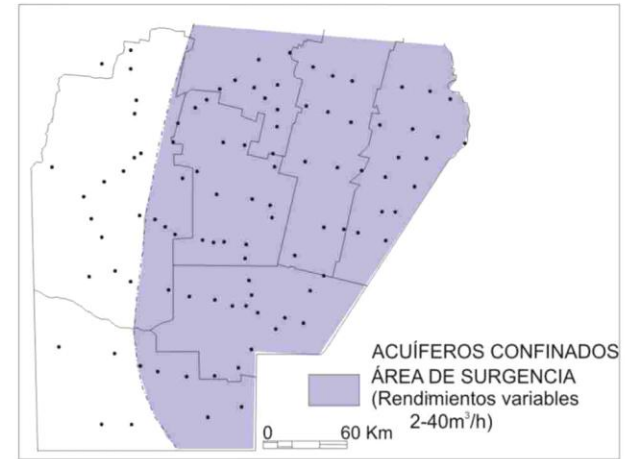 ACUÍFEROS CONFINADOS
ÁREA DE SURGENCIA
(Rendimientos variables
2-40m³/h)
0 60 Km